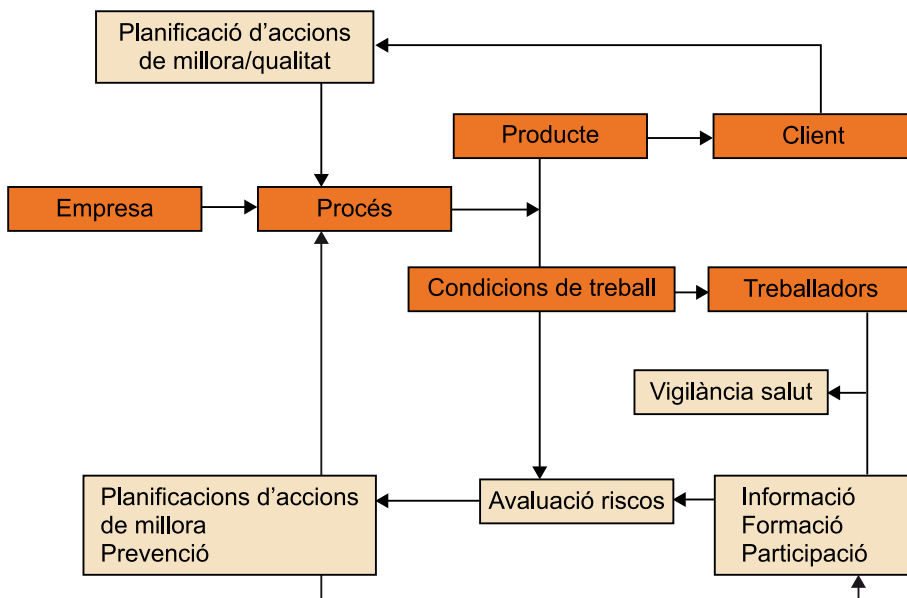 Planificació d’accions
de millora/qualitat
Producte
Client
Empresa
Procés
Condicions de treball
Treballadors
Vigilància salut
Planificacions d’accions
de millora
Prevenció
Avaluació riscos
Informació
Formació
Participació